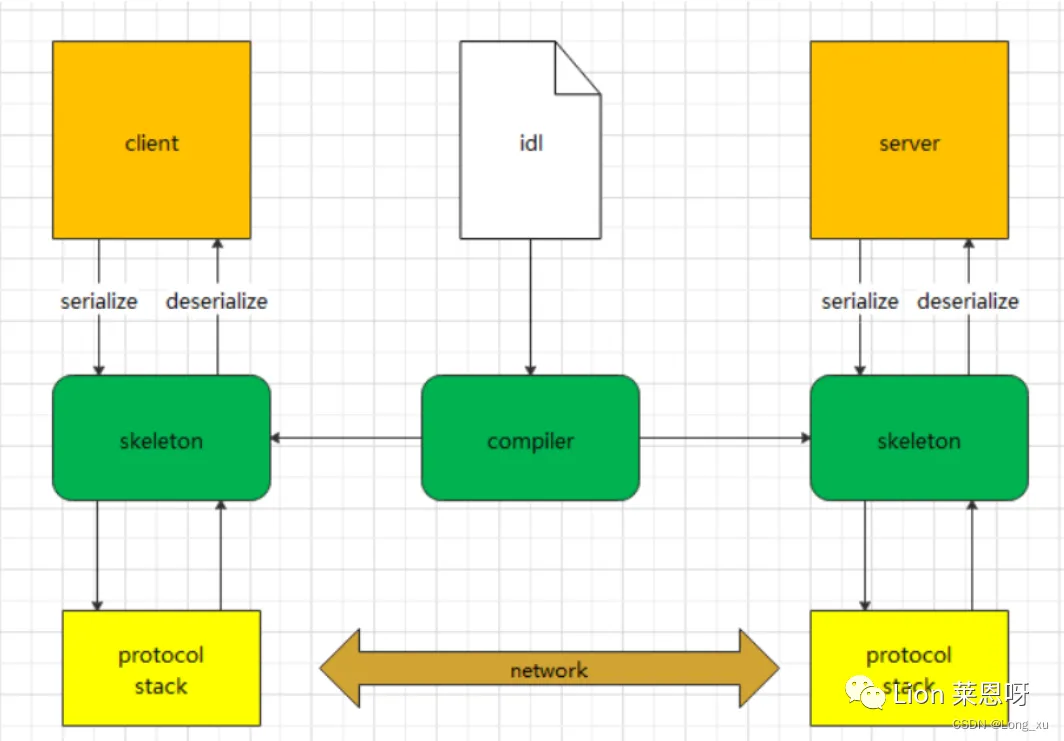 client
idl
server
serialize
deserialize
serialize
deserialize
skeleton
compiler
skeleton
protocol
stack
network
protocol
stack
Lion 莱恩呀
CSDN @Long_xu